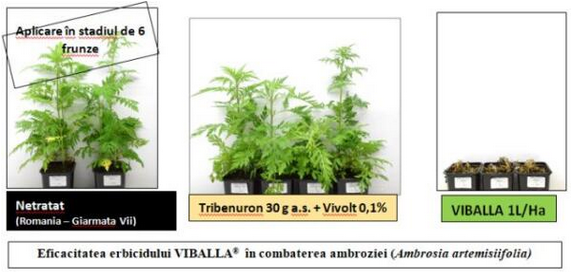 Aplicare în stadiul de 6
frunze
Netratat
(Romania – Giarmata Vii)
Tribenuron 30 g a.s. + Vivolt 0,1%
VIBALLA 1L/Ha
Eficacitatea erbicidului VIBALLA® în combaterea ambroziei (Ambrosia artemisiifolia)